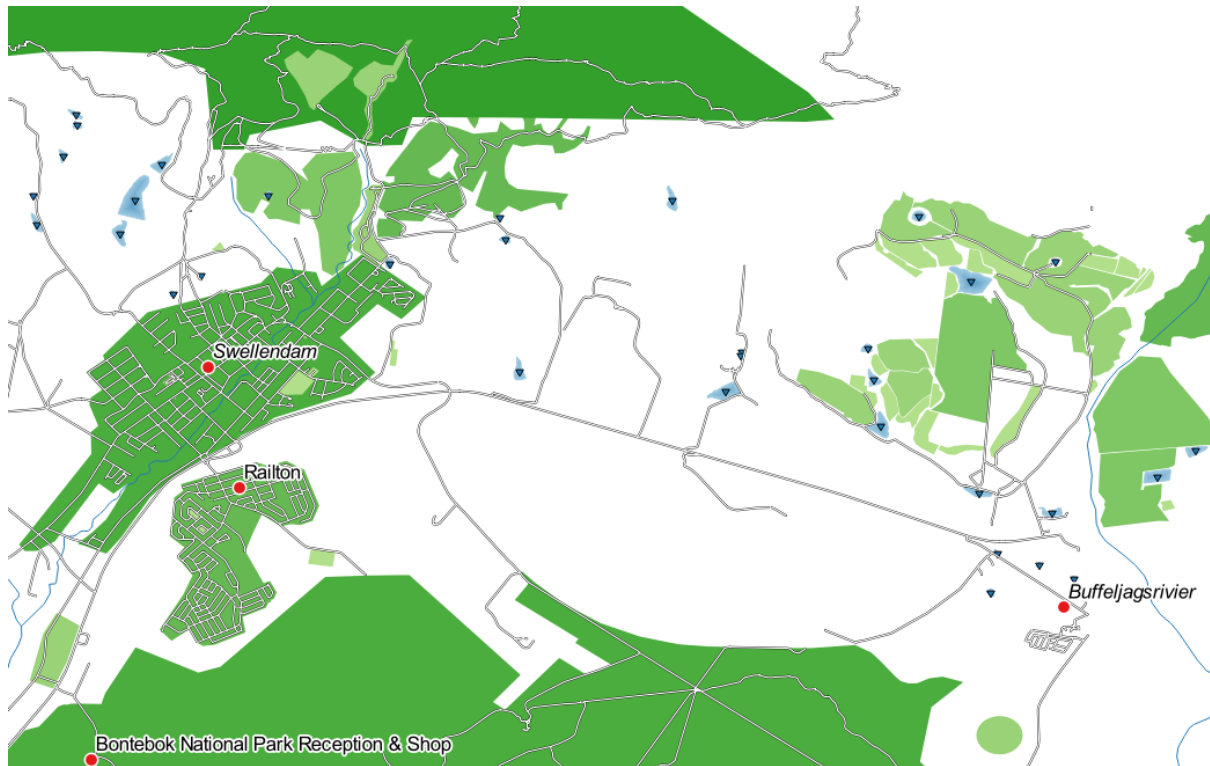 Swellendam
Railton
Buffeljagsrivier
Bontebok National Park Reception & Shop